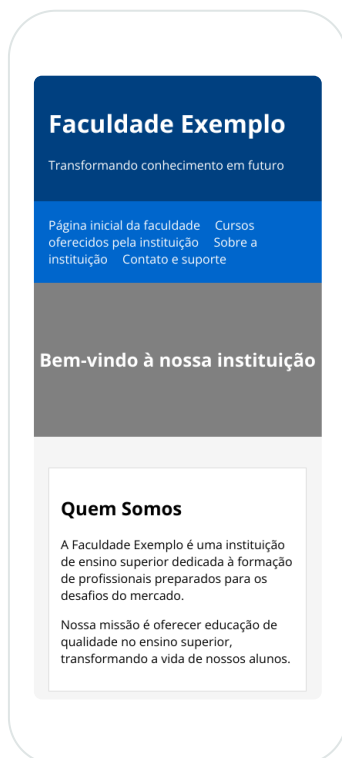 Faculdade Exemplo
Transformando conhecimento em futuro
Página inicial da faculdade Cursos
oferecidos pela instituição Sobre a
instituição Contato e suporte
Bem-vindo à nossa instituição
Quem Somos
A Faculdade Exemplo é uma instituição
de ensino superior dedicada à formação
de profissionais preparados para os
desafios do mercado.
Nossa missão é oferecer educação de
qualidade no ensino superior,
transformando a vida de nossos alunos.